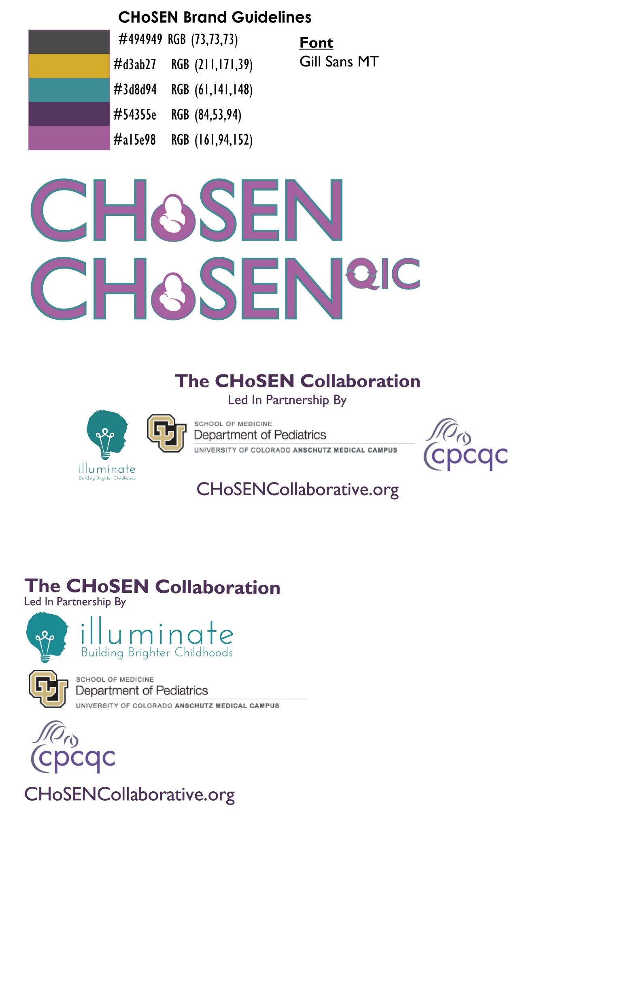 CHoSEN Brand Guidelines
#494949 RGB (73,73,73)
#d3ab27 RGB (211,171,39)
#3d8d94 RGB (61,141,148)
#54355e RGB (84,53,94)
#a15e98 RGB (161,94,152)
Font
Gill Sans MT
CHoSEN
CHoSEN QIC
The CHoSEN Collaboration
Led In Partnership By
illuminate
Building Brighter Childhoods
CU
SCHOOL OF MEDICINE
Department of Pediatrics
UNIVERSITY OF COLORADO ANSCHUTZ MEDICAL CAMPUS
cpcqc
CHoSENCollaborative.org
The CHoSEN Collaboration
Led In Partnership By
illuminate
Building Brighter Childhoods
CU
SCHOOL OF MEDICINE
Department of Pediatrics
UNIVERSITY OF COLORADO ANSCHUTZ MEDICAL CAMPUS
cpcqc
CHoSENCollaborative.org